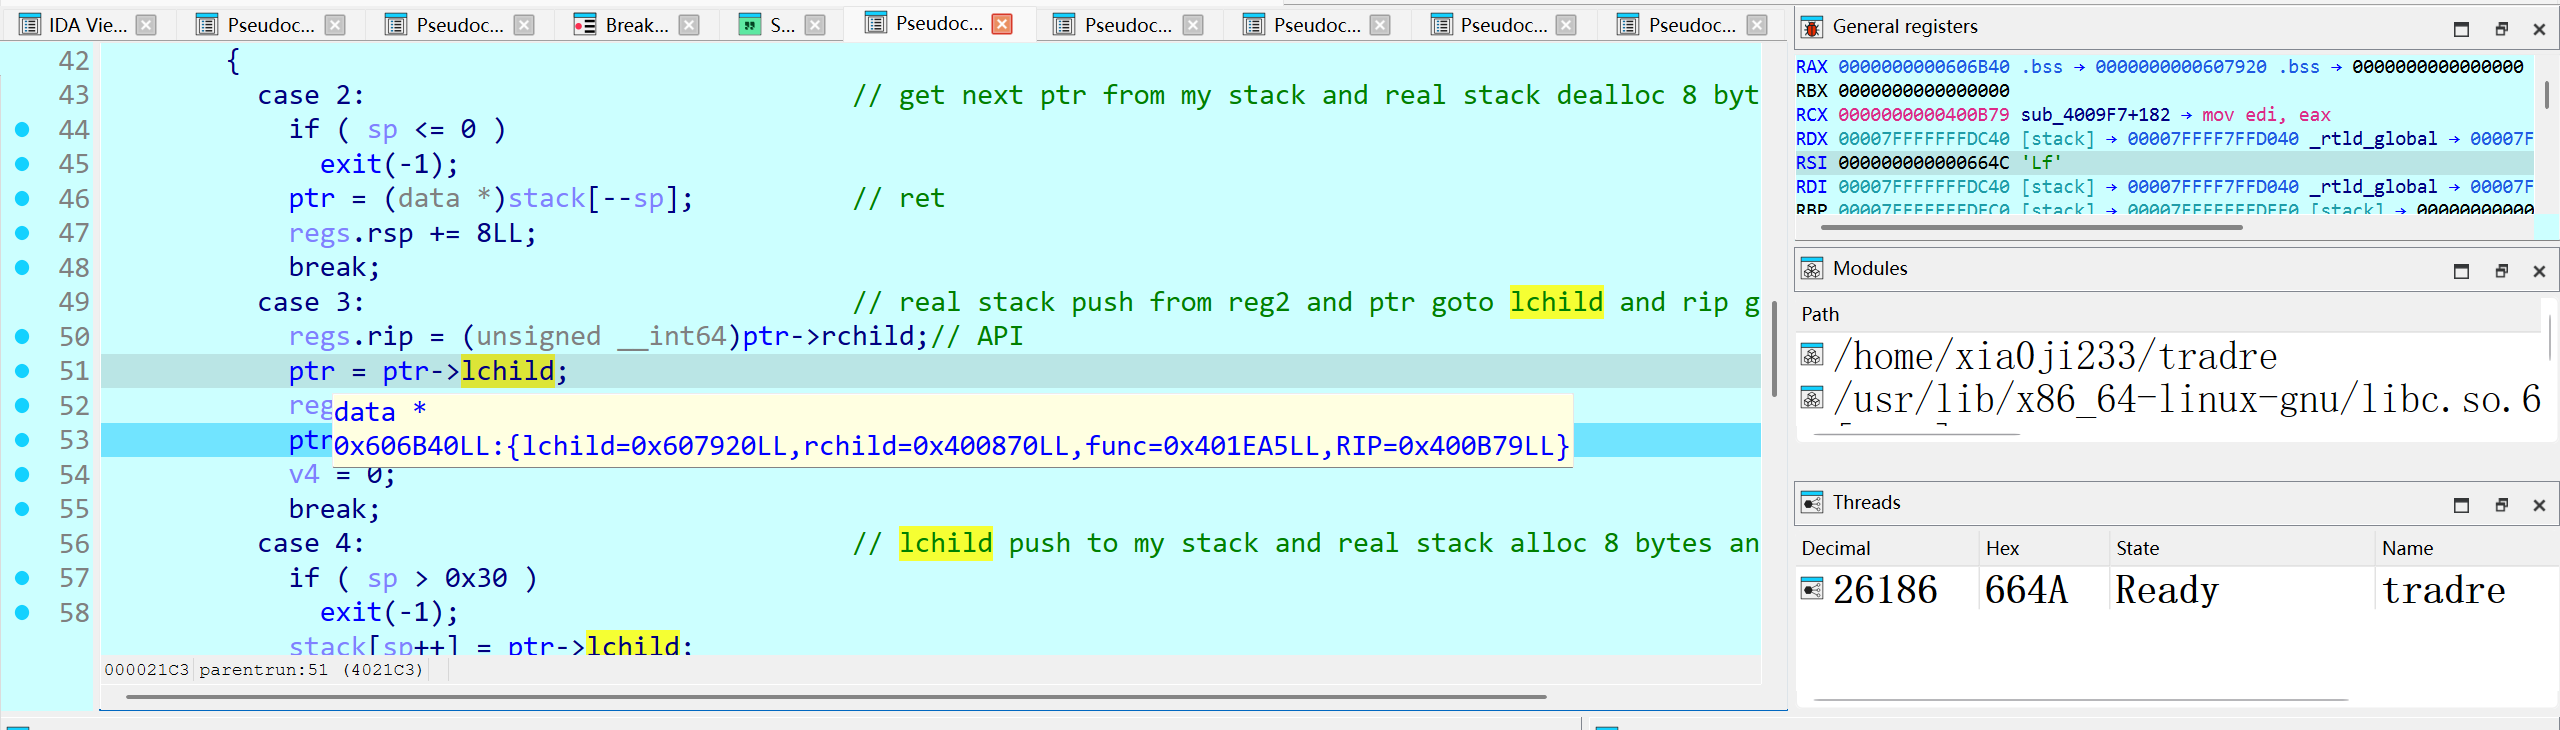 IDA Vie...
Pseudoc...
Pseudoc...
Break...
S...
Pseudoc...
Pseudoc...
Pseudoc...
Pseudoc...
Pseudoc...
42 {
43 case 2: // get next ptr from my stack and real stack dealloc 8 byt
44 if ( sp <= 0 )
45 exit(-1);
46 ptr = (data *)stack[--sp]; // ret
47 regs.rsp += 8LL;
48 break;
49 case 3: // real stack push from reg2 and ptr goto lchild and rip g
50 regs.rip = (unsigned __int64)ptr->rchild;// API
51 ptr = ptr->lchild;
52 reg
data *
53 ptr
0x606B40LL:{lchild=0x607920LL,rchild=0x400870LL,func=0x401EA5LL,RIP=0x400B79LL}
54 v4 = 0;
55 break;
56 case 4: // lchild push to my stack and real stack alloc 8 bytes an
57 if ( sp > 0x30 )
58 exit(-1);
stack[sp++] = ptr->lchild;
000021C3 parentrun:51 (4021C3)
General registers
RAX 0000000000606B40 .bss → 0000000000607920 .bss → 0000000000000000
RBX 0000000000000000
RCX 0000000000400B79 sub_4009F7+182 → mov edi, eax
RDX 00007FFFFFFFDC40 [stack] → 00007FFFF7FFD040 _rtld_global → 00007F
RSI 000000000000664C 'Lf'
RDI 00007FFFFFFFDC40 [stack] → 00007FFFF7FFD040 _rtld_global → 00007F
RBP 00007FFFFFFFDEC0 [stack] → 00007FFFFFFFDEF0 [stack] → 00000000000
Modules
Path
/home/xia0ji233/tradre
/usr/lib/x86_64-linux-gnu/libc.so.6
Threads
Decimal Hex State Name
26186 664A Ready tradre